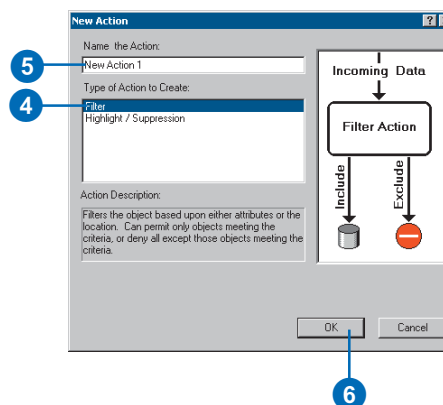 New Action
?
Name the Action:
5
New Action 1
Type of Action to Create:
4
Filter
Highlight / Suppression
Action Description:
Filters the object based upon either attributes or the
location. Can permit only objects meeting the
criteria, or deny all except those objects meeting the
criteria.
Incoming Data
Filter Action
Include
Exclude
OK
Cancel
6